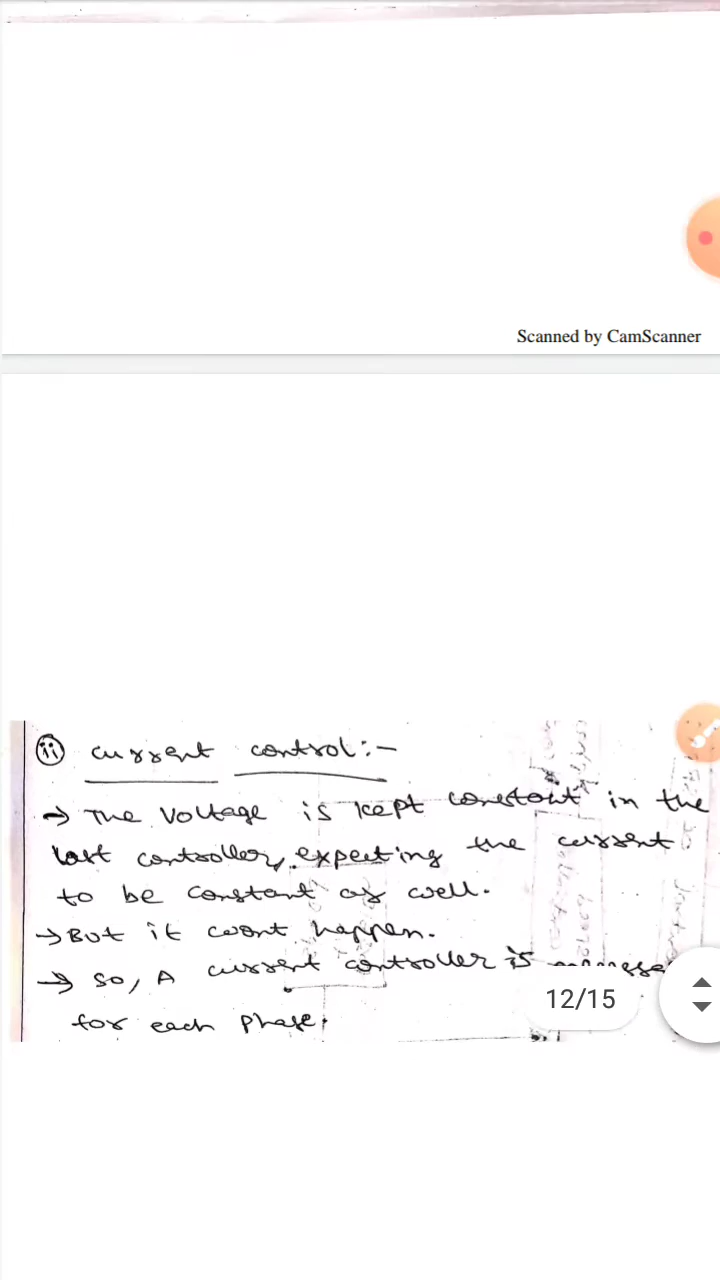 Scanned by CamScanner
(ii) current control:-
→ The Voltage is kept constant in the
last controller, expecting the current
to be constant as well.
→ But it wont happen.
→ so, A current controller is
for each phase.
12/15